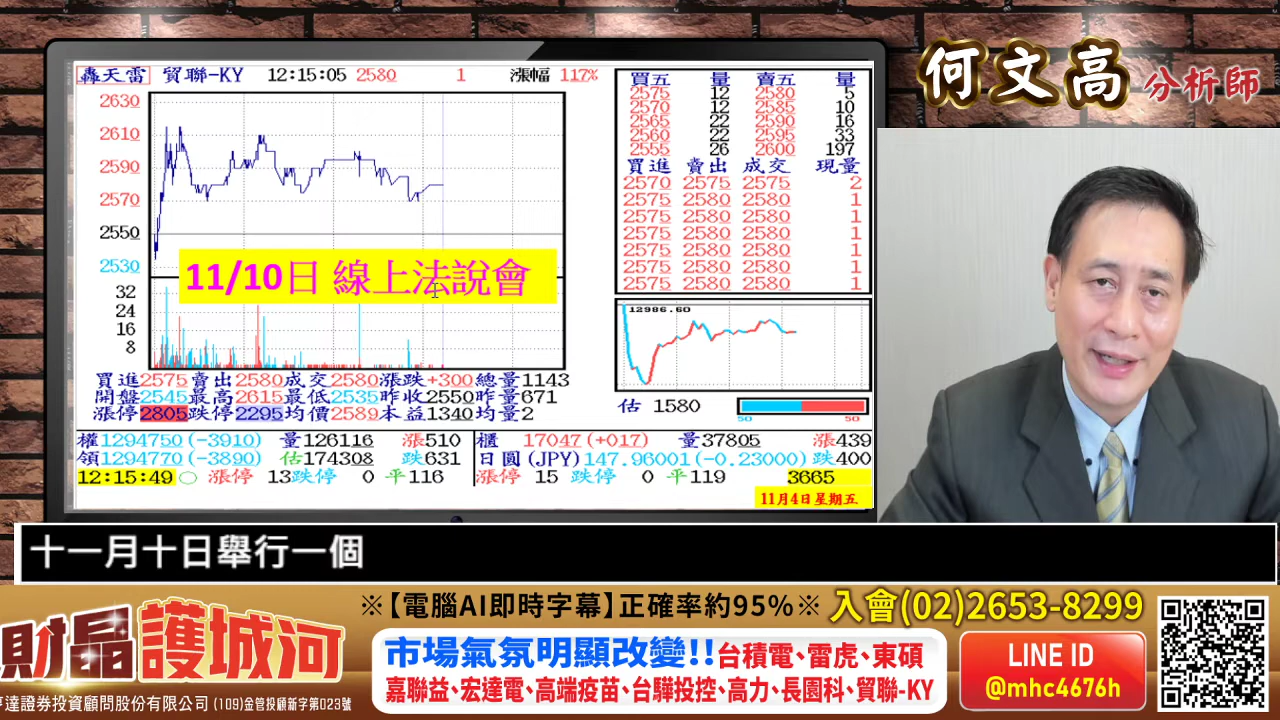 轟天雷 貿聯-KY 12:15:05 2580 1 漲幅 117%
2630
2610
2590
2570
2550
2530
32
24
16
8
11/10日 線上法說會
買進2575賣出2580成交2580漲跌+300總量1143
開盤2545最高2615最低2535昨收2550昨量671
漲停2805跌停2295均價2589本益1340均量2
買五 量 賣五 量
2575 12 2580 5
2570 12 2585 10
2565 22 2590 16
2560 22 2595 33
2555 26 2600 197
買進 賣出 成交 現量
2570 2575 2575 2
2575 2580 2580 1
2575 2580 2580 1
2575 2580 2580 1
2575 2580 2580 1
2575 2580 2580 1
2575 2580 2580 1
12986.60
估 1580
50 50
權1294750(-3910) 量126116 漲510
領1294770(-3890) 估174308 跌631
12:15:49 漲停 13跌停 0 平116
櫃 17047(+017) 量37805 漲439
日圓(JPY)147.96001(-0.23000)跌400
漲停 15 跌停 0 平119 3665
11月4日星期五
何文高 分析師
十一月十日舉行一個
※【電腦AI即時字幕】正確率約95%※ 入會(02)2653-8299
財晶護城河
亨達證券投資顧問股份有限公司 (109)金管投顧新字第023號
市場氣氛明顯改變!!台積電、雷虎、東碩
嘉聯益、宏達電、高端疫苗、台驊投控、高力、長園科、貿聯-KY
LINE ID
@mhc4676h